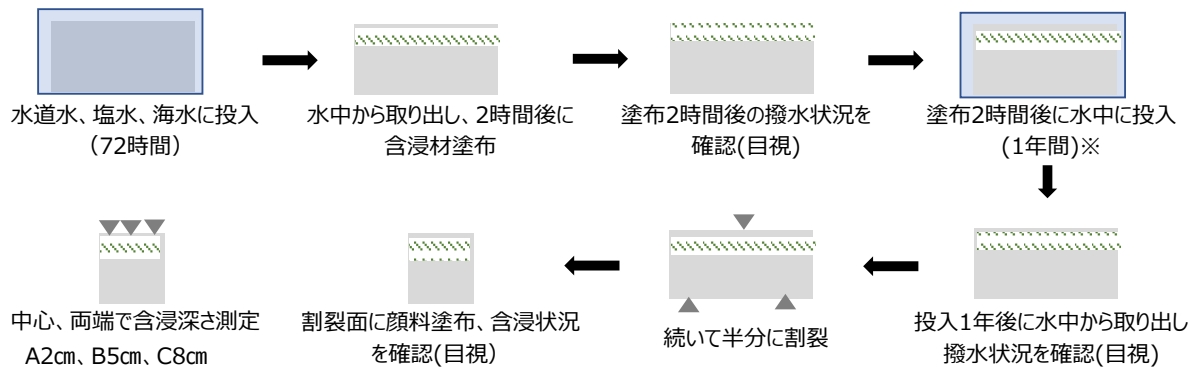 水道水、塩水、海水に投入
(72時間)
水中から取り出し、2時間後に
含浸材塗布
塗布2時間後の撥水状況を
確認(目視)
塗布2時間後に水中に投入
(1年間)※
中心、両端で含浸深さ測定
A2㎝、B5㎝、C8㎝
割裂面に顔料塗布、含浸状況
を確認(目視)
続いて半分に割裂
投入1年後に水中から取り出し
撥水状況を確認(目視)